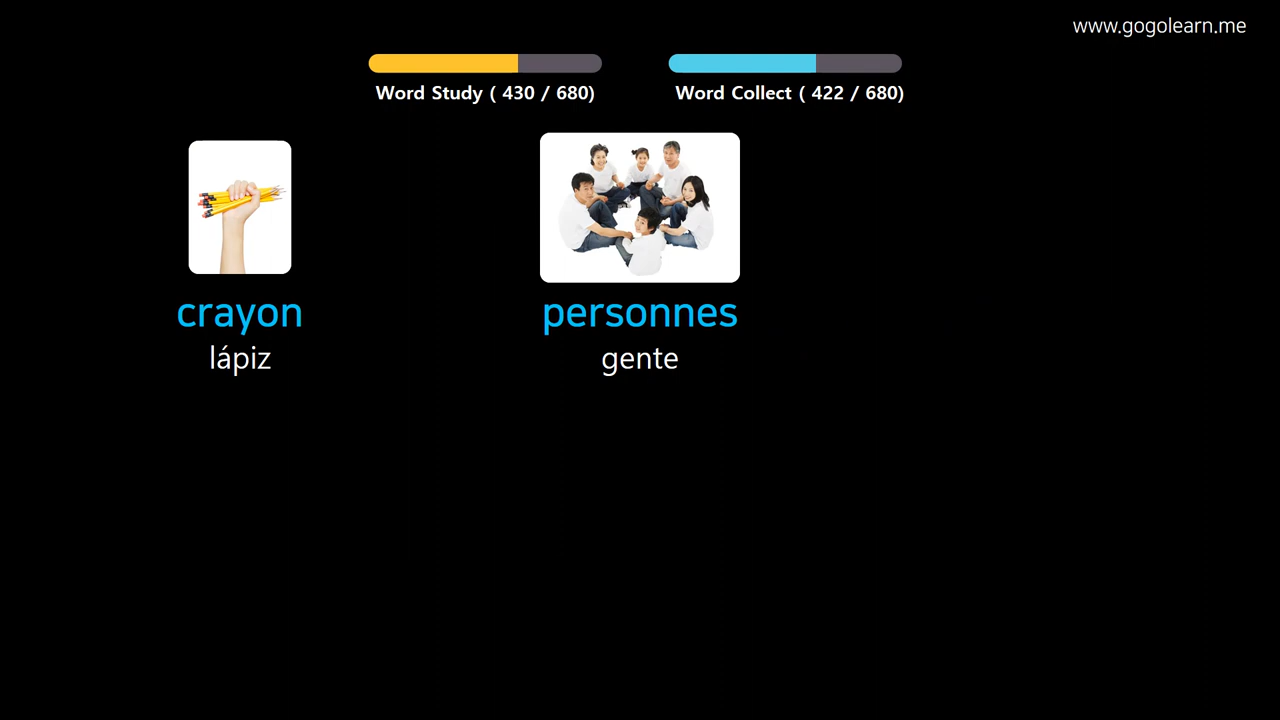 www.gogolearn.me
Word Study ( 430 / 680)
Word Collect ( 422 / 680)
crayon
lápiz
personnes
gente